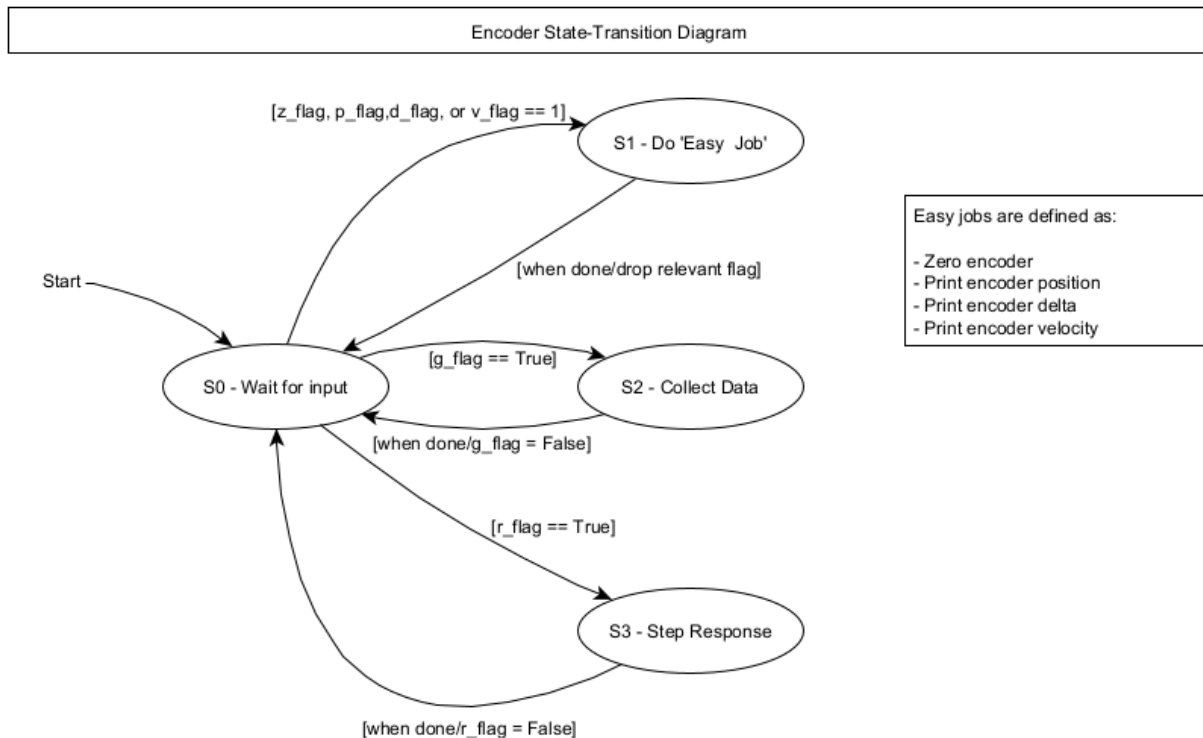 Encoder State-Transition Diagram
[z_flag, p_flag,d_flag, or v_flag == 1]
S1 - Do 'Easy  Job'
Easy jobs are defined as:
- Zero encoder
- Print encoder position
- Print encoder delta
- Print encoder velocity
[when done/drop relevant flag]
Start
[g_flag == True]
S0 - Wait for input
S2 - Collect Data
[when done/g_flag = False]
[r_flag == True]
S3 - Step Response
[when done/r_flag = False]